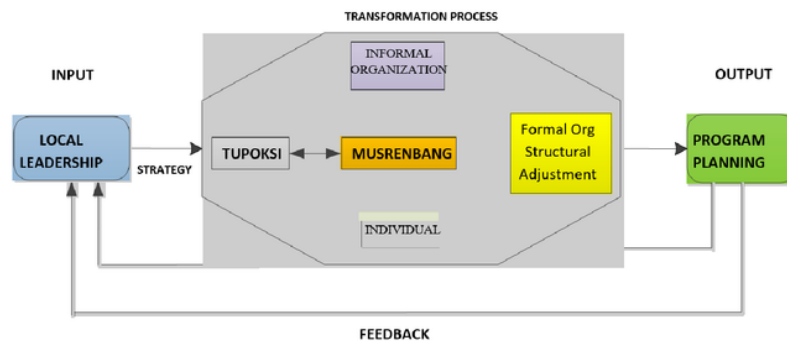 TRANSFORMATION PROCESS
INPUT
OUTPUT
INFORMAL
ORGANIZATION
LOCAL
LEADERSHIP
STRATEGY
TUPOKSI
MUSRENBANG
Formal Org
Structural
Adjustment
PROGRAM
PLANNING
INDIVIDUAL
FEEDBACK